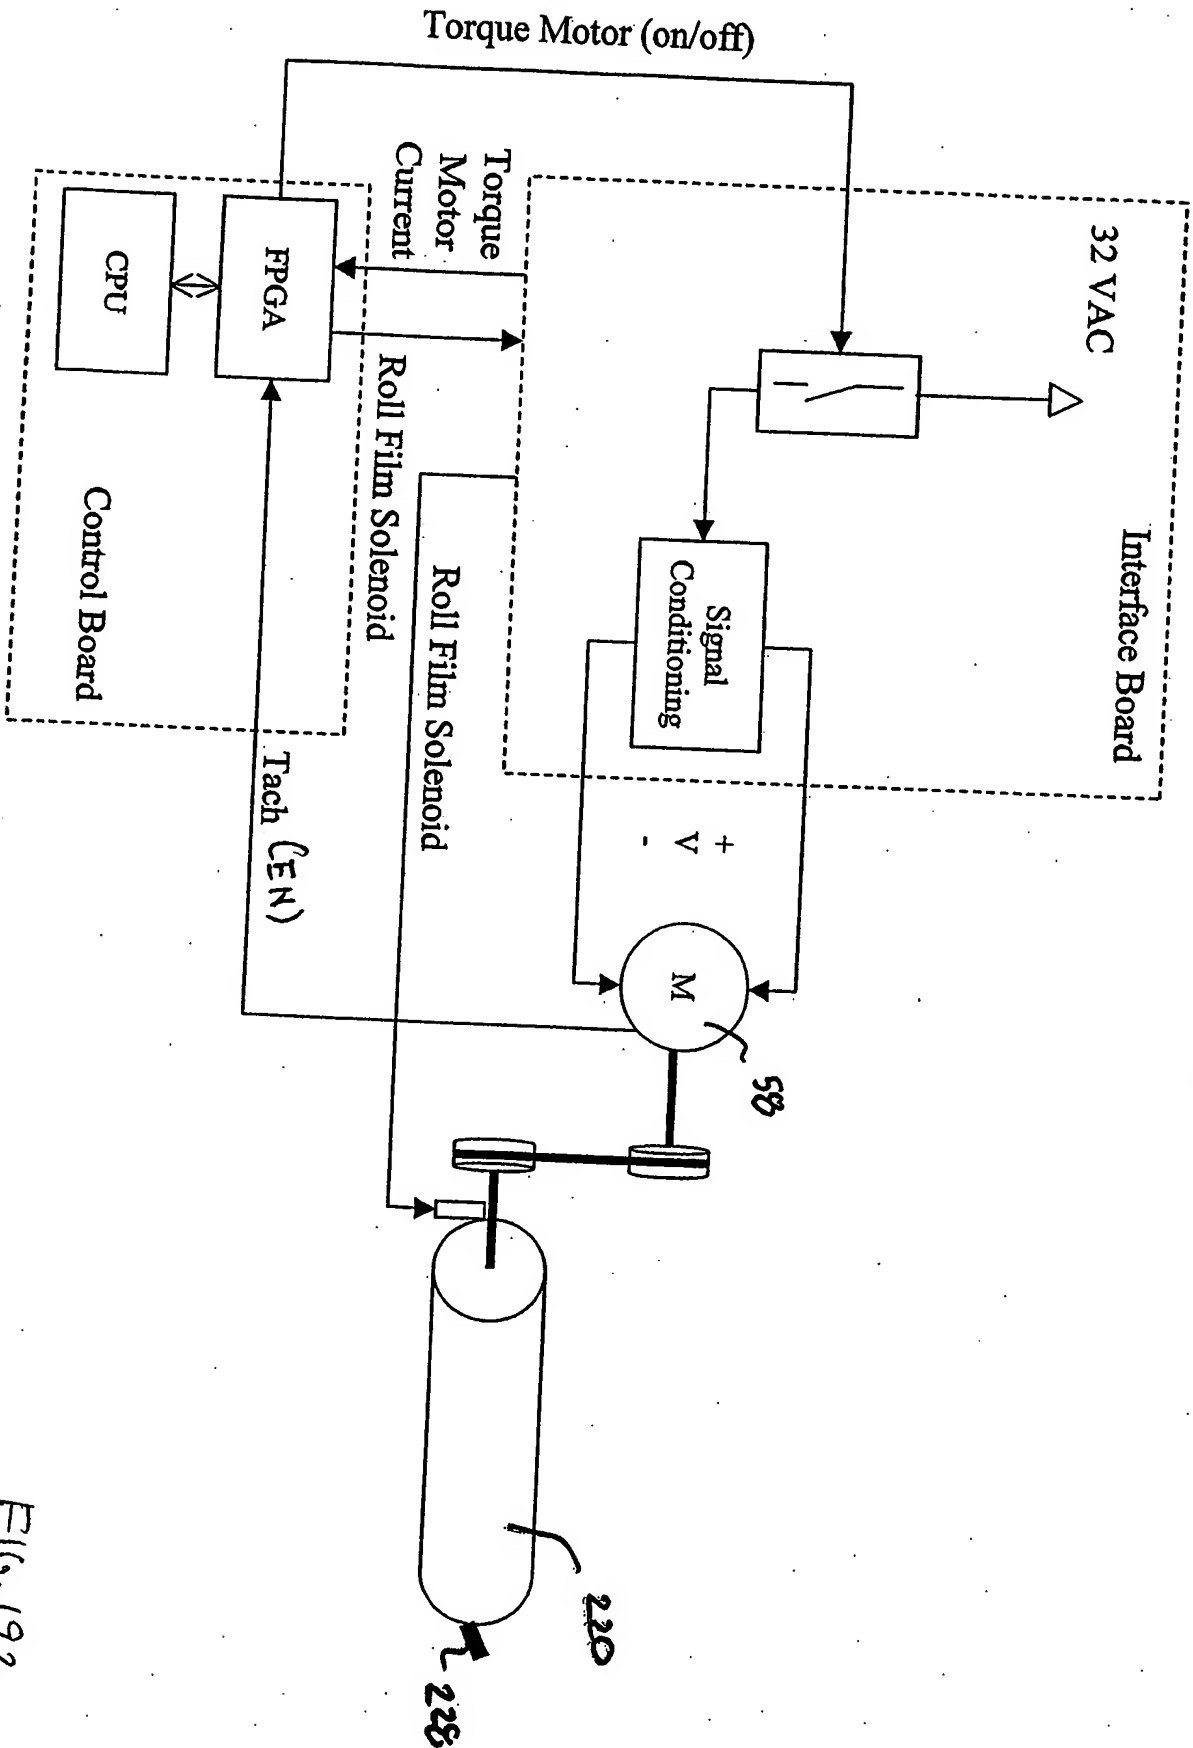 Torque Motor (on/off)
32 VAC
Interface Board
Torque
Motor
Current
FPGA
CPU
Control Board
Roll Film Solenoid
Roll Film Solenoid
Signal
Conditioning
+
V
-
M
58
Tach (EN)
220
228